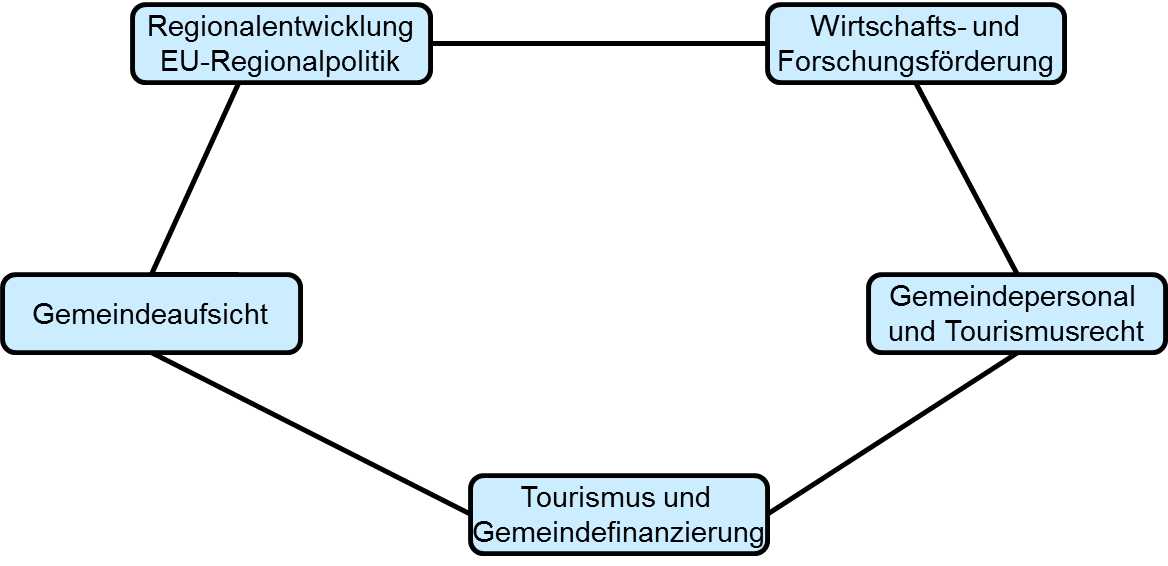 Regionalentwicklung
EU-Regionalpolitik
Wirtschafts- und
Forschungsförderung
Gemeindeaufsicht
Gemeindepersonal
und Tourismusrecht
Tourismus und
Gemeindefinanzierung